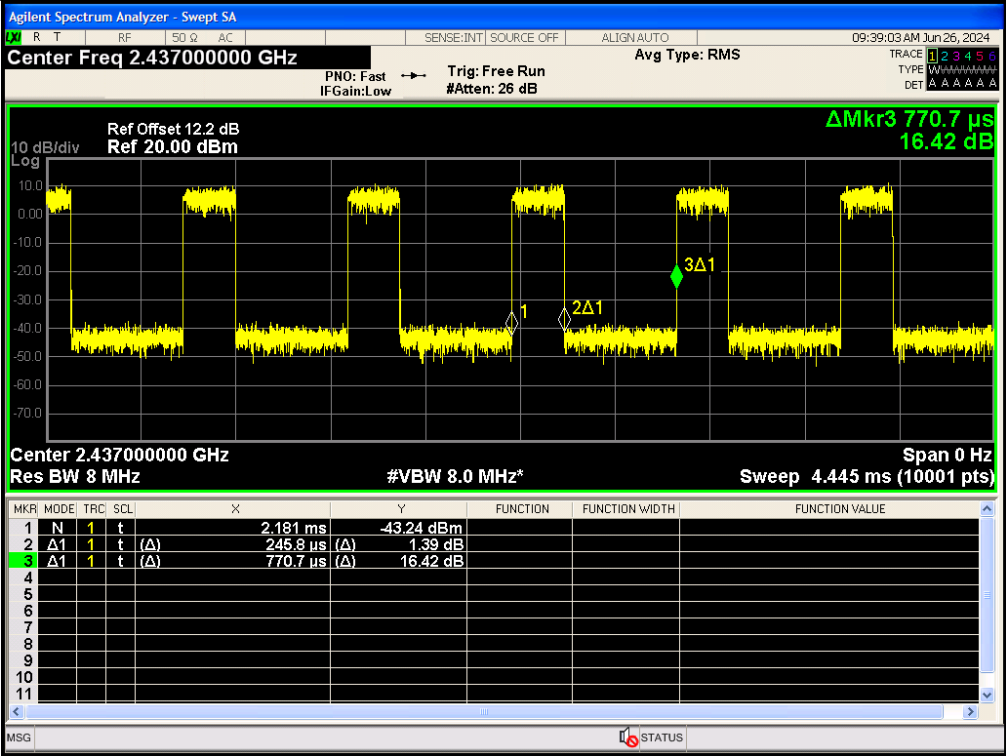 Agilent Spectrum Analyzer - Swept SA
LXI R T RF 50 Ω AC SENSE:INT SOURCE OFF ALIGN AUTO 09:39:03 AM Jun 26, 2024
Center Freq 2.437000000 GHz
Avg Type: RMS
TRACE 1 2 3 4 5 6
PNO: Fast Trig: Free Run
TYPE W W W W W W
IFGain:Low #Atten: 26 dB
DET A A A A A A
ΔMkr3 770.7 µs
16.42 dB
Ref Offset 12.2 dB
10 dB/div Ref 20.00 dBm
Log
10.0
0.00
-10.0
-20.0
-30.0
-40.0
-50.0
-60.0
-70.0
3Δ1
1
2Δ1
Center 2.437000000 GHz Span 0 Hz
Res BW 8 MHz #VBW 8.0 MHz* Sweep 4.445 ms (10001 pts)
MKR MODE TRC SCL X Y FUNCTION FUNCTION WIDTH FUNCTION VALUE
1 N 1 t 2.181 ms -43.24 dBm
2 Δ1 1 t (Δ) 245.8 µs (Δ) 1.39 dB
3 Δ1 1 t (Δ) 770.7 µs (Δ) 16.42 dB
4
5
6
7
8
9
10
11
MSG STATUS